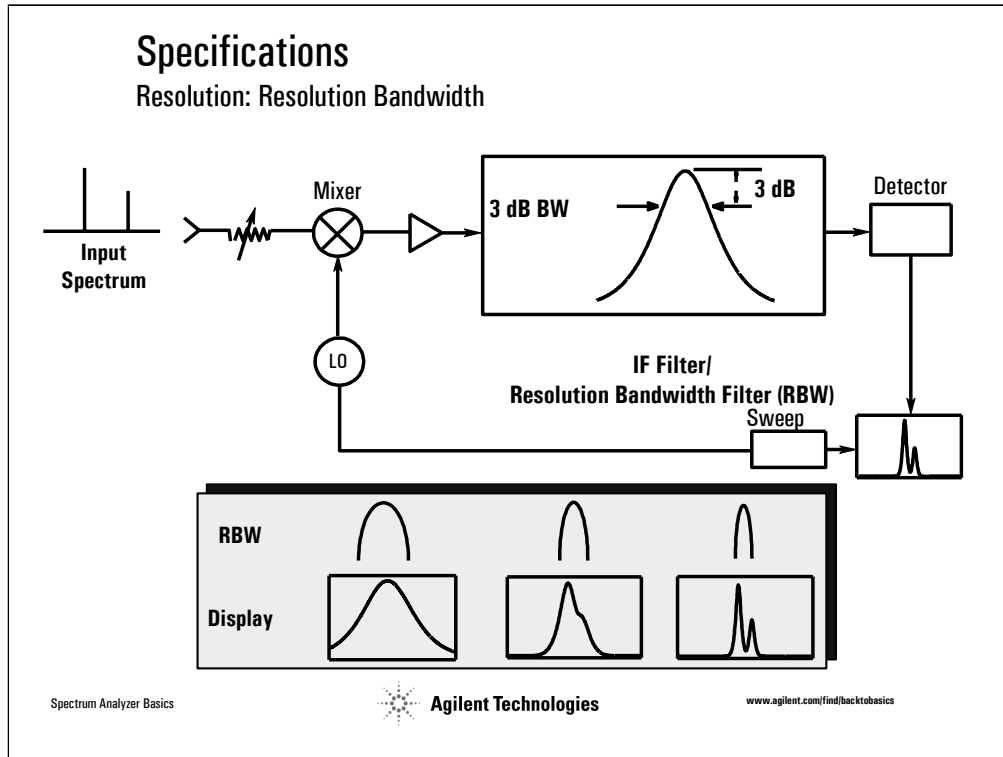 Specifications
Resolution: Resolution Bandwidth
Mixer
3 dB BW
3 dB
Detector
Input
Spectrum
LO
IF Filter/
Resolution Bandwidth Filter (RBW)
Sweep
RBW
Display
Spectrum Analyzer Basics
Agilent Technologies
www.agilent.com/find/backtobasics